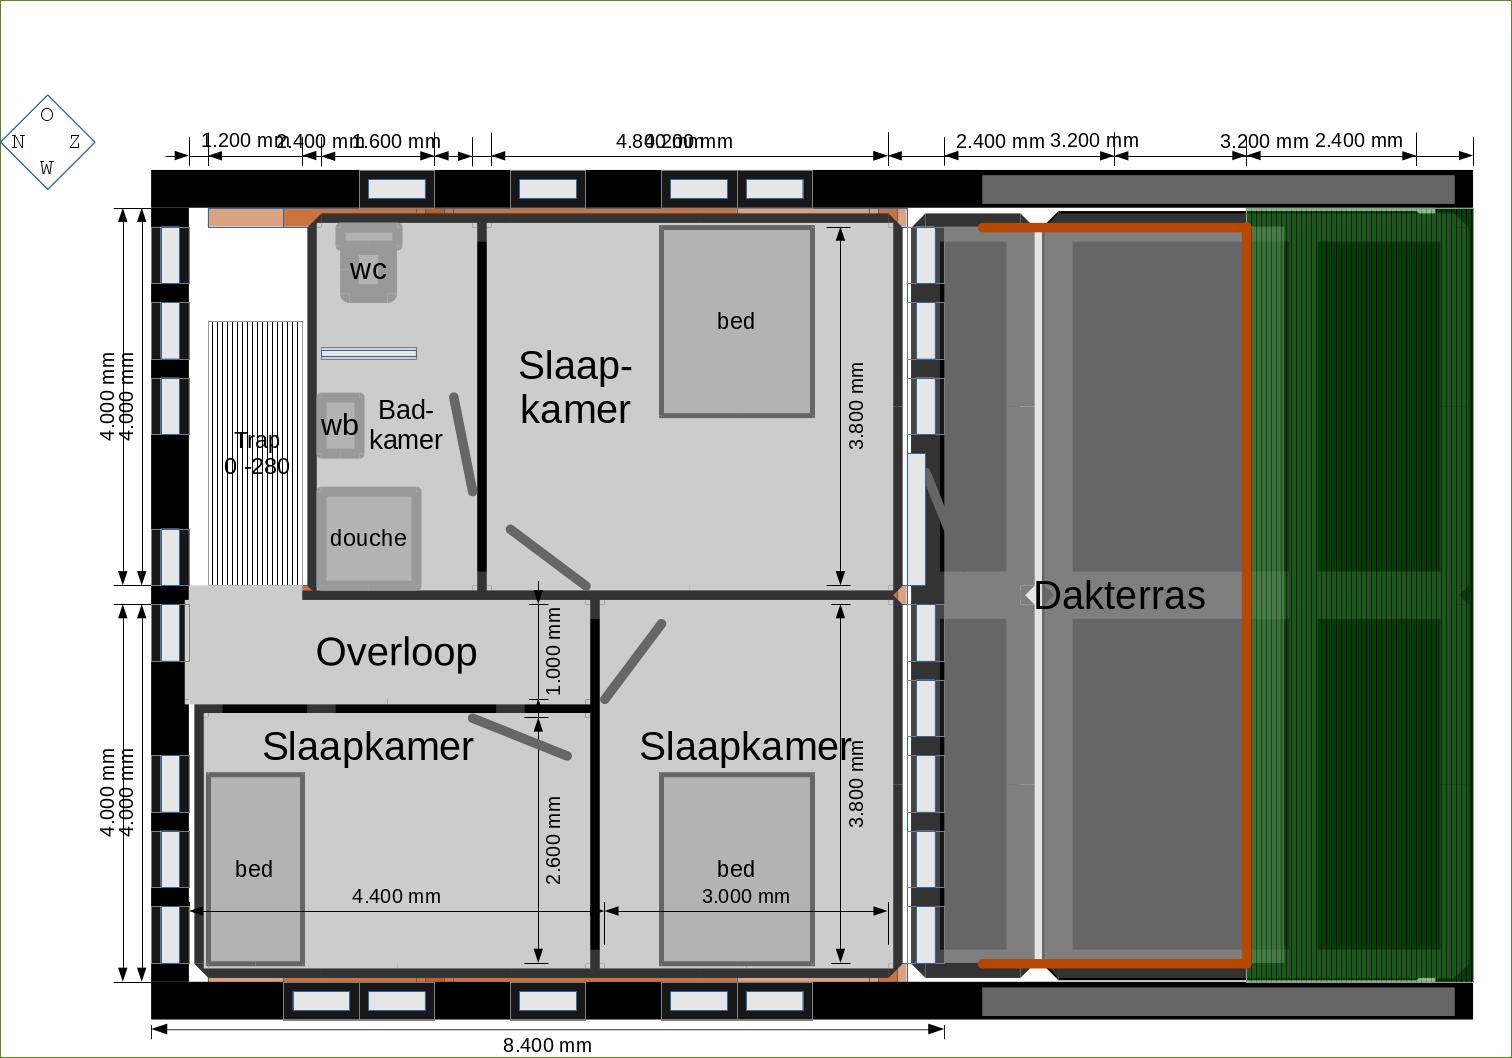 O
N Z
W
1.200 mm 2.400 mm 1.600 mm 4.800 mm 4.200 mm 2.400 mm 3.200 mm 3.200 mm 2.400 mm
wc
bed
Slaap-
kamer
4.000 mm
4.000 mm
3.800 mm
wb
Bad-
kamer
Trap
0 -280
douche
Dakterras
Overloop
1.000 mm
Slaapkamer
Slaapkamer
4.000 mm
4.000 mm
3.800 mm
2.600 mm
bed
bed
4.400 mm
3.000 mm
8.400 mm